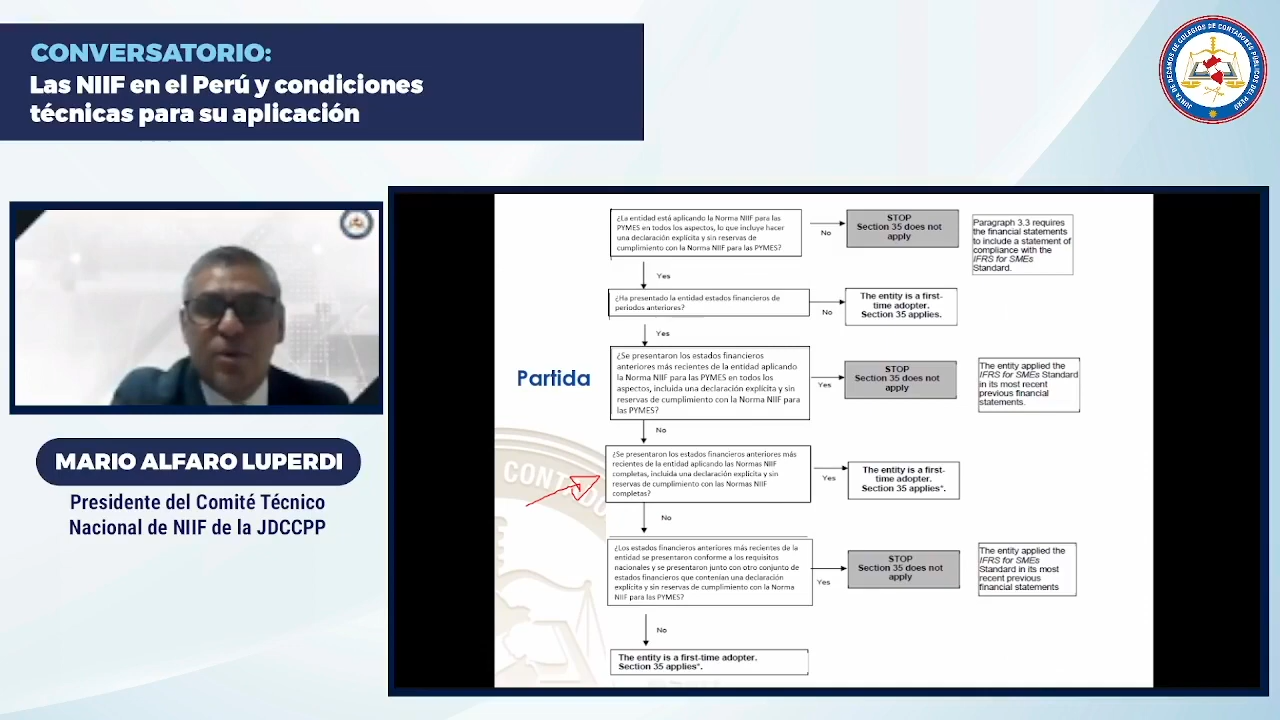 CONVERSATORIO:
Las NIIF en el Perú y condiciones
técnicas para su aplicación
JUNTA DE DECANOS DE COLEGIOS DE CONTADORES PÚBLICOS DEL PERÚ
MARIO ALFARO LUPERDI
Presidente del Comité Técnico
Nacional de NIIF de la JDCCPP
Partida
¿La entidad está aplicando la Norma NIIF para las
PYMES en todos los aspectos, lo que incluye hacer
una declaración explícita y sin reservas de
cumplimiento con la Norma NIIF para las PYMES?
No
STOP
Section 35 does not
apply
Paragraph 3.3 requires
the financial statements
to include a statement of
compliance with the
IFRS for SMEs
Standard.
Yes
¿Ha presentado la entidad estados financieros de
periodos anteriores?
No
The entity is a first-
time adopter.
Section 35 applies.
Yes
¿Se presentaron los estados financieros
anteriores más recientes de la entidad aplicando
la Norma NIIF para las PYMES en todos los
aspectos, incluida una declaración explícita y sin
reservas de cumplimiento con la Norma NIIF para
las PYMES?
Yes
STOP
Section 35 does not
apply
The entity applied the
IFRS for SMEs Standard
in its most recent
previous financial
statements.
No
¿Se presentaron los estados financieros anteriores más
recientes de la entidad aplicando las Normas NIIF
completas, incluida una declaración explícita y sin
reservas de cumplimiento con las Normas NIIF
completas?
Yes
The entity is a first-time
adopter.
Section 35 applies*.
No
¿Los estados financieros anteriores más recientes de la
entidad se presentaron conforme a los requisitos
nacionales y se presentaron junto con otro conjunto de
estados financieros que contenían una declaración
explícita y sin reservas de cumplimiento con la Norma
NIIF para las PYMES?
Yes
STOP
Section 35 does not
apply
The entity applied the
IFRS for SMEs
Standard in its most
recent previous
financial statements
No
The entity is a first-time adopter.
Section 35 applies*.
CONTAD